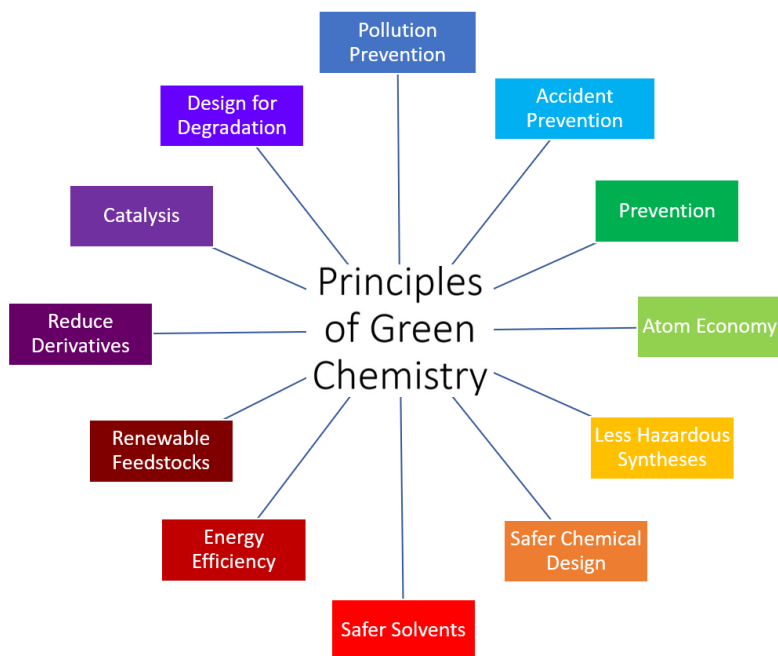 Pollution
Prevention
Accident
Prevention
Prevention
Atom Economy
Less Hazardous
Syntheses
Safer Chemical
Design
Safer Solvents
Energy
Efficiency
Renewable
Feedstocks
Reduce
Derivatives
Catalysis
Design for
Degradation
Principles
of Green
Chemistry